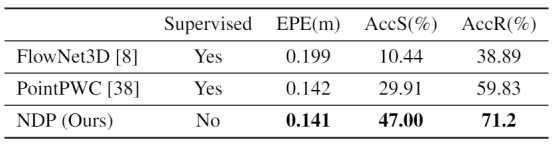 Supervised EPE(m) AccS(%) AccR(%)
FlowNet3D [8] Yes 0.199 10.44 38.89
PointPWC [38] Yes 0.142 29.91 59.83
NDP (Ours) No 0.141 47.00 71.2